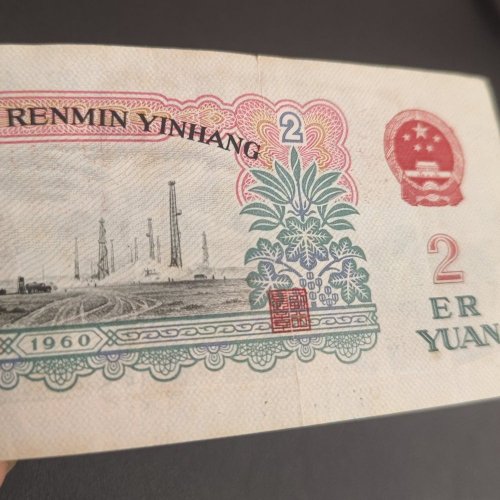 RENMIN YINHANG
2
2
ER
YUAN
1960